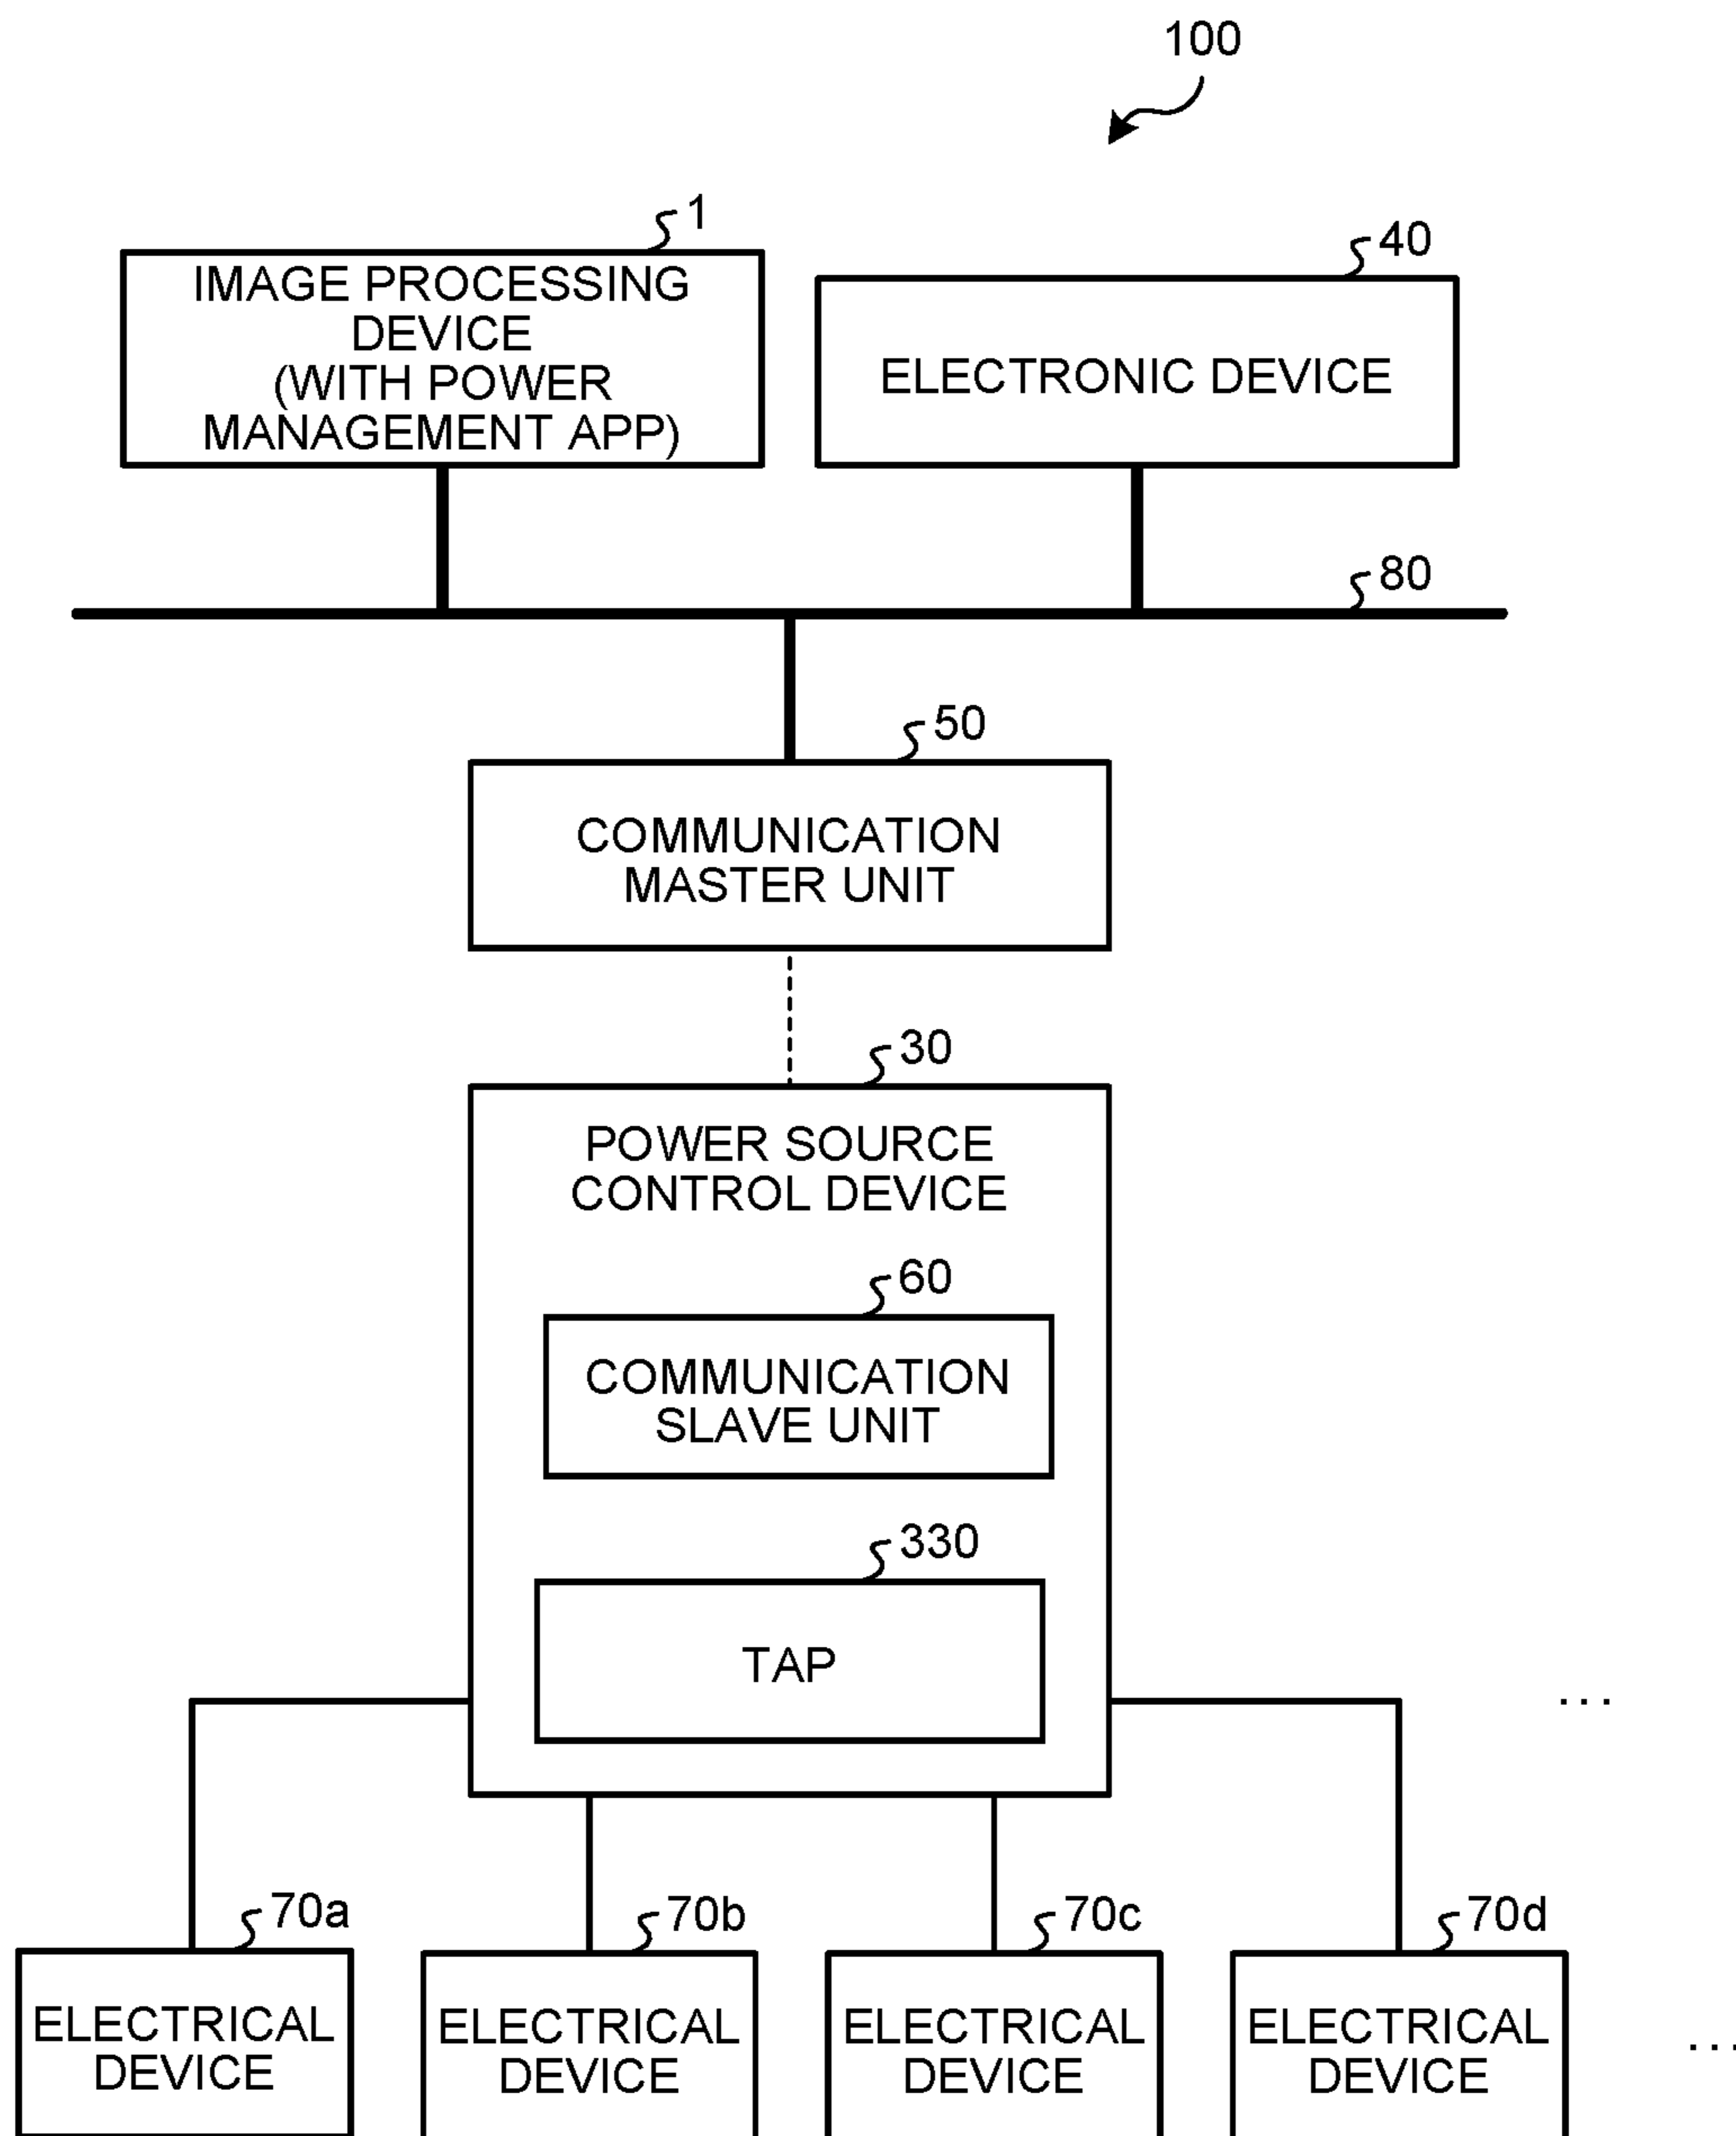 100
1
IMAGE PROCESSING
DEVICE
(WITH POWER
MANAGEMENT APP)
40
ELECTRONIC DEVICE
80
50
COMMUNICATION
MASTER UNIT
30
POWER SOURCE
CONTROL DEVICE
60
COMMUNICATION
SLAVE UNIT
330
TAP
...
70a
ELECTRICAL
DEVICE
70b
ELECTRICAL
DEVICE
70c
ELECTRICAL
DEVICE
70d
ELECTRICAL
DEVICE
...